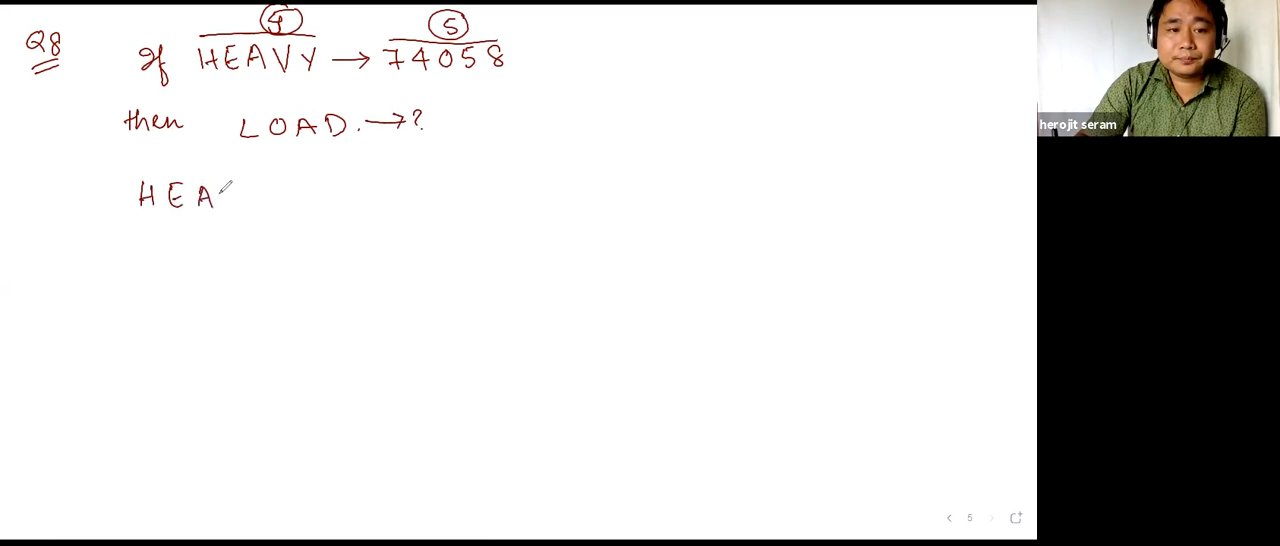 5 5
Q8 If HEAVY → 74058
then LOAD. → ?
HEA
herojit seram
5